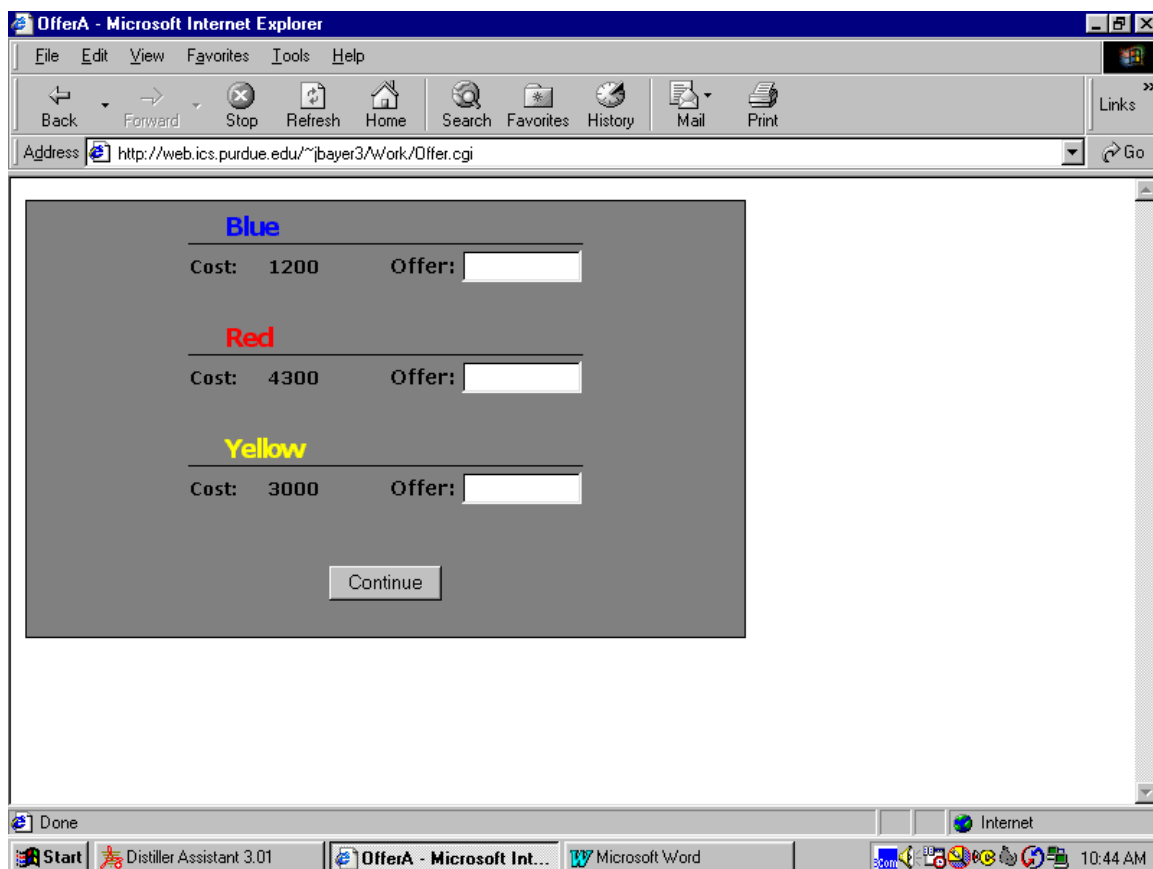 OfferA - Microsoft Internet Explorer
File Edit View Favorites Tools Help
Back Forward Stop Refresh Home Search Favorites History Mail Print Links »
Address http://web.ics.purdue.edu/~jbayer3/Work/Offer.cgi Go
Blue
Cost: 1200 Offer:
Red
Cost: 4300 Offer:
Yellow
Cost: 3000 Offer:
Continue
Done Internet
Start Distiller Assistant 3.01 OfferA - Microsoft Int... Microsoft Word 10:44 AM